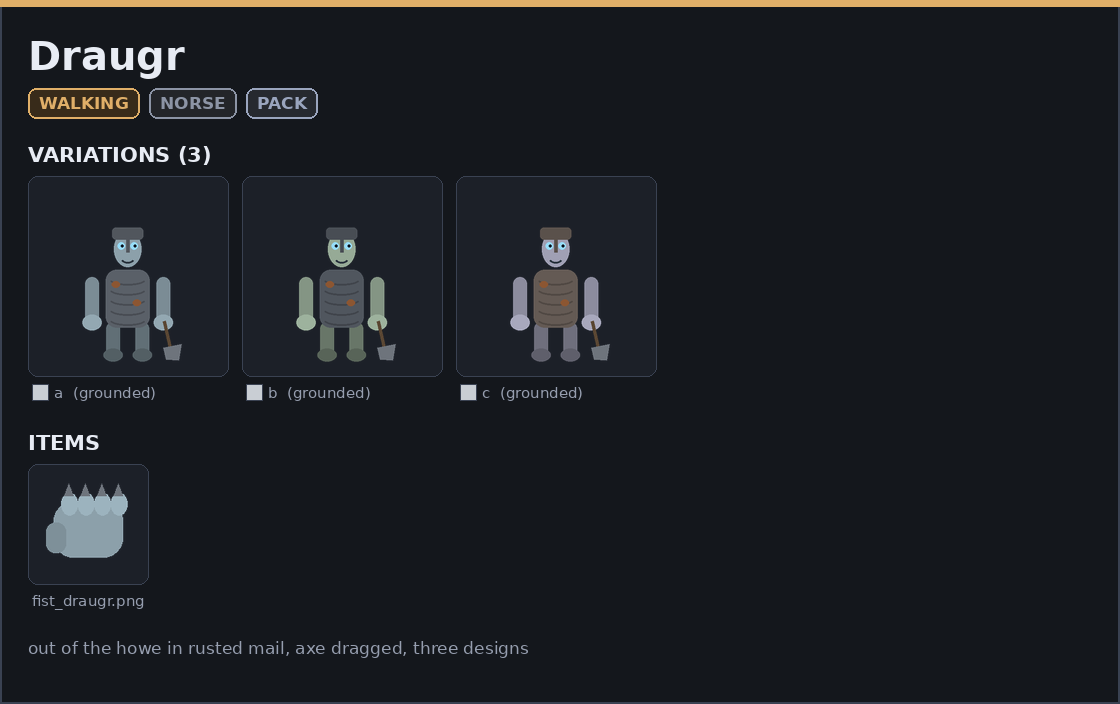 Draugr
WALKING NORSE PACK
VARIATIONS (3)
a (grounded) b (grounded) c (grounded)
ITEMS
fist_draugr.png
out of the howe in rusted mail, axe dragged, three designs